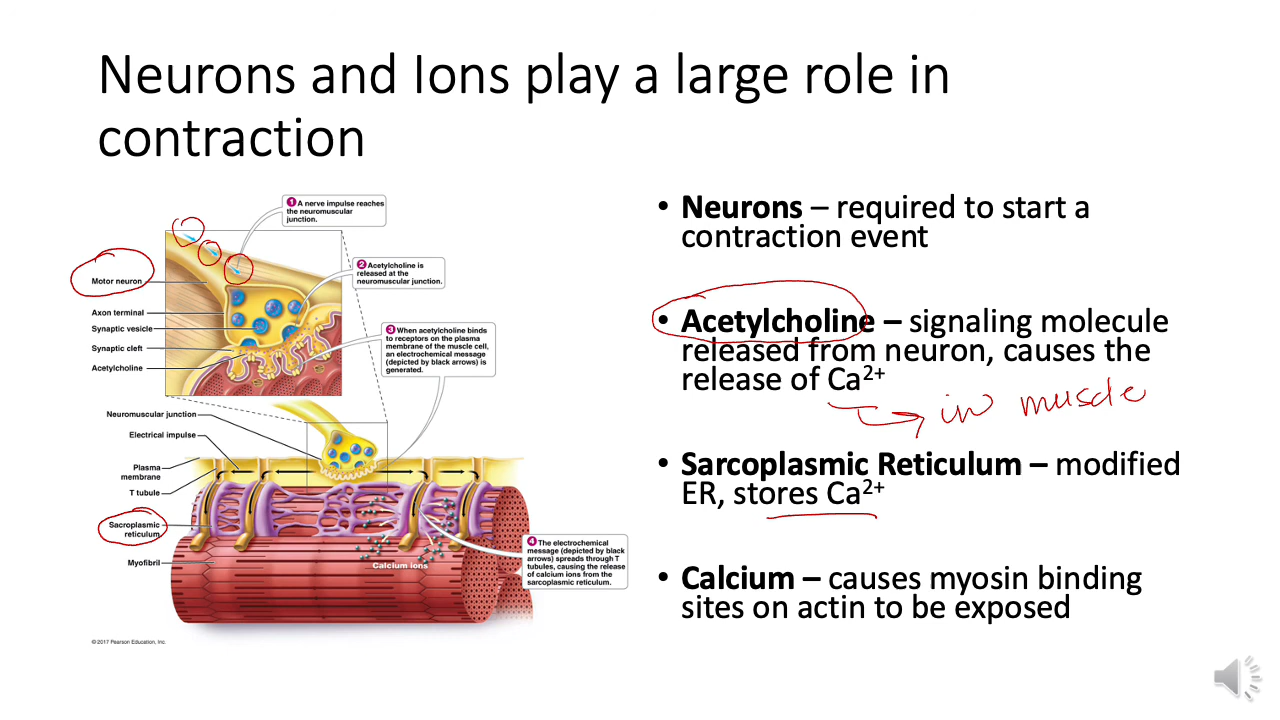 Neurons and Ions play a large role in
contraction
1 A nerve impulse reaches
the neuromuscular
junction.
2 Acetylcholine is
released at the
neuromuscular junction.
3 When acetylcholine binds
to receptors on the plasma
membrane of the muscle cell,
an electrochemical message
(depicted by black arrows) is
generated.
Motor neuron
Axon terminal
Synaptic vesicle
Synaptic cleft
Acetylcholine
Neuromuscular junction
Electrical impulse
Plasma
membrane
T tubule
Sacroplasmic
reticulum
Myofibril
Calcium ions
4 The electrochemical
message (depicted by black
arrows) spreads through T
tubules, causing the release
of calcium ions from the
sarcoplasmic reticulum.
© 2017 Pearson Education, Inc.
• Neurons – required to start a
contraction event
• Acetylcholine – signaling molecule
released from neuron, causes the
release of Ca2+
in muscle
• Sarcoplasmic Reticulum – modified
ER, stores Ca2+
• Calcium – causes myosin binding
sites on actin to be exposed